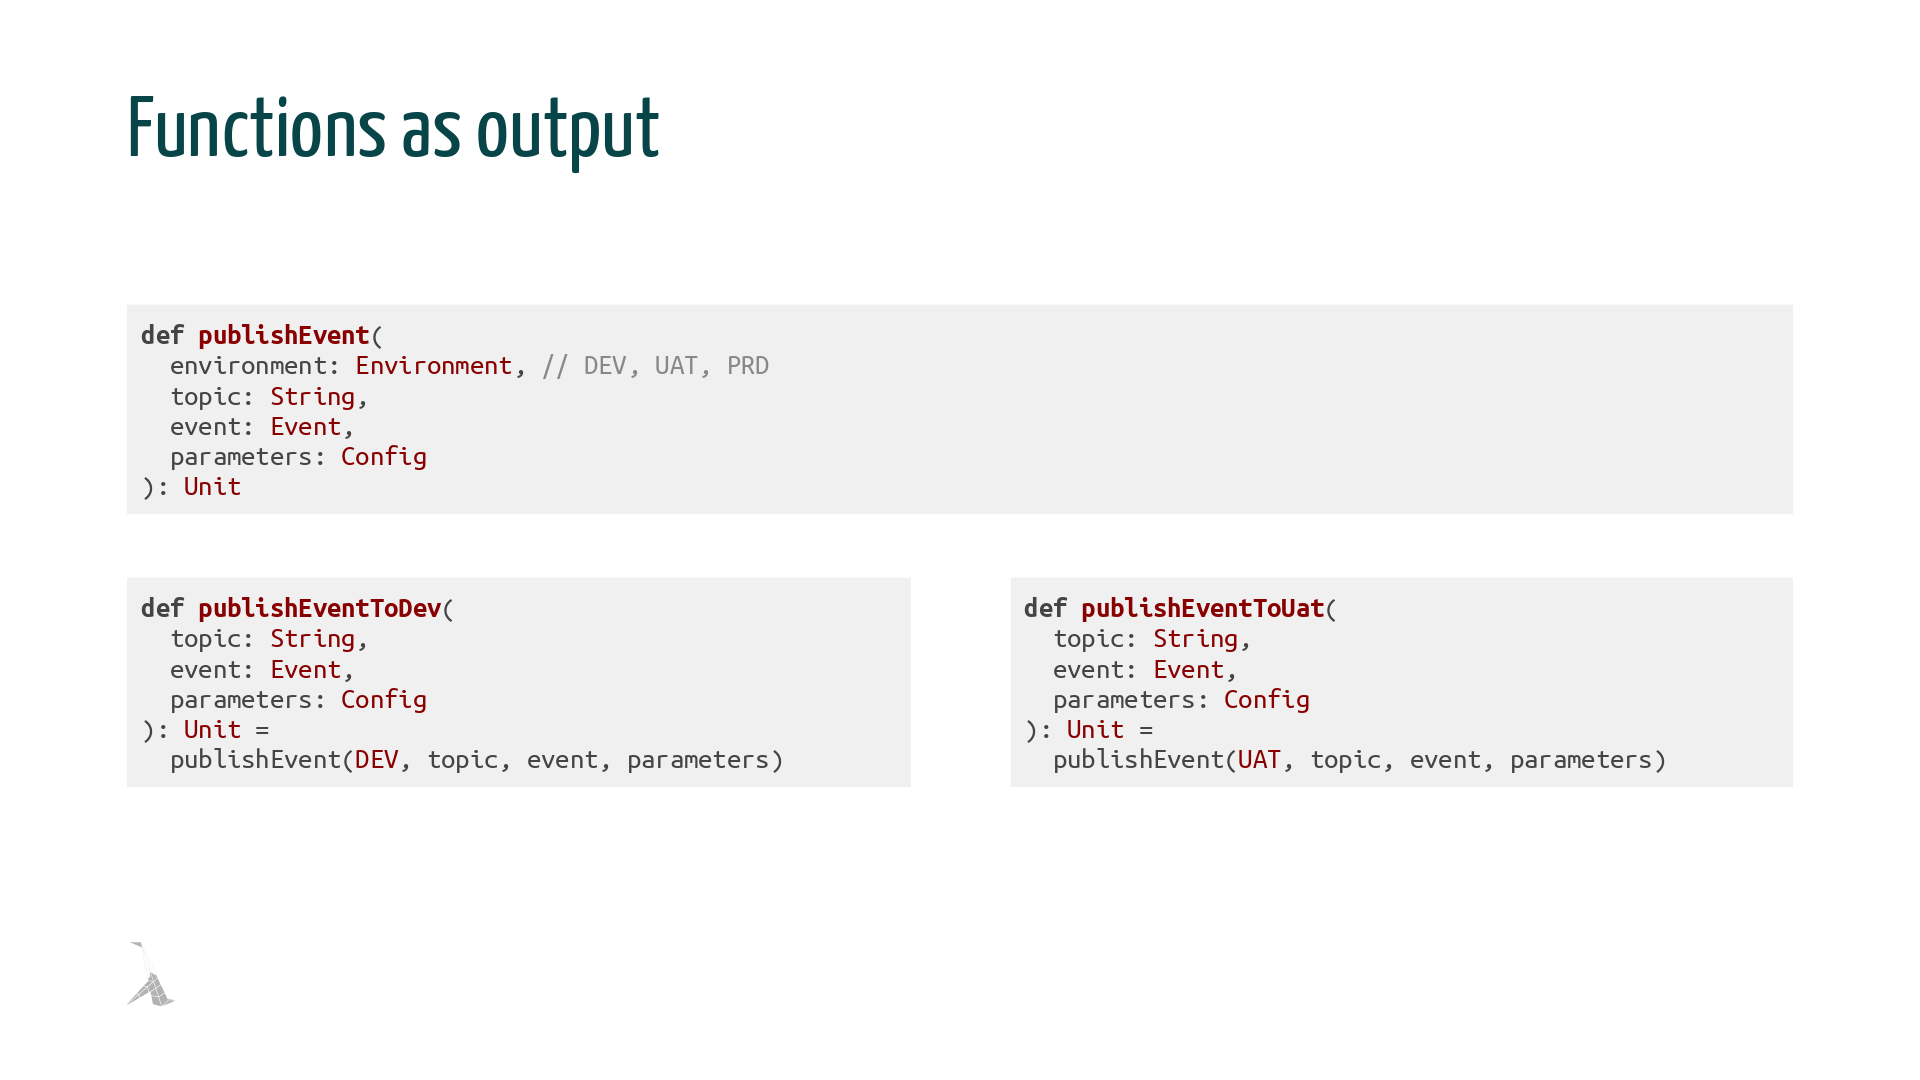 Functions as output
def publishEvent(
  environment: Environment, // DEV, UAT, PRD
  topic: String,
  event: Event,
  parameters: Config
): Unit
def publishEventToDev(
  topic: String,
  event: Event,
  parameters: Config
): Unit =
  publishEvent(DEV, topic, event, parameters)
def publishEventToUat(
  topic: String,
  event: Event,
  parameters: Config
): Unit =
  publishEvent(UAT, topic, event, parameters)